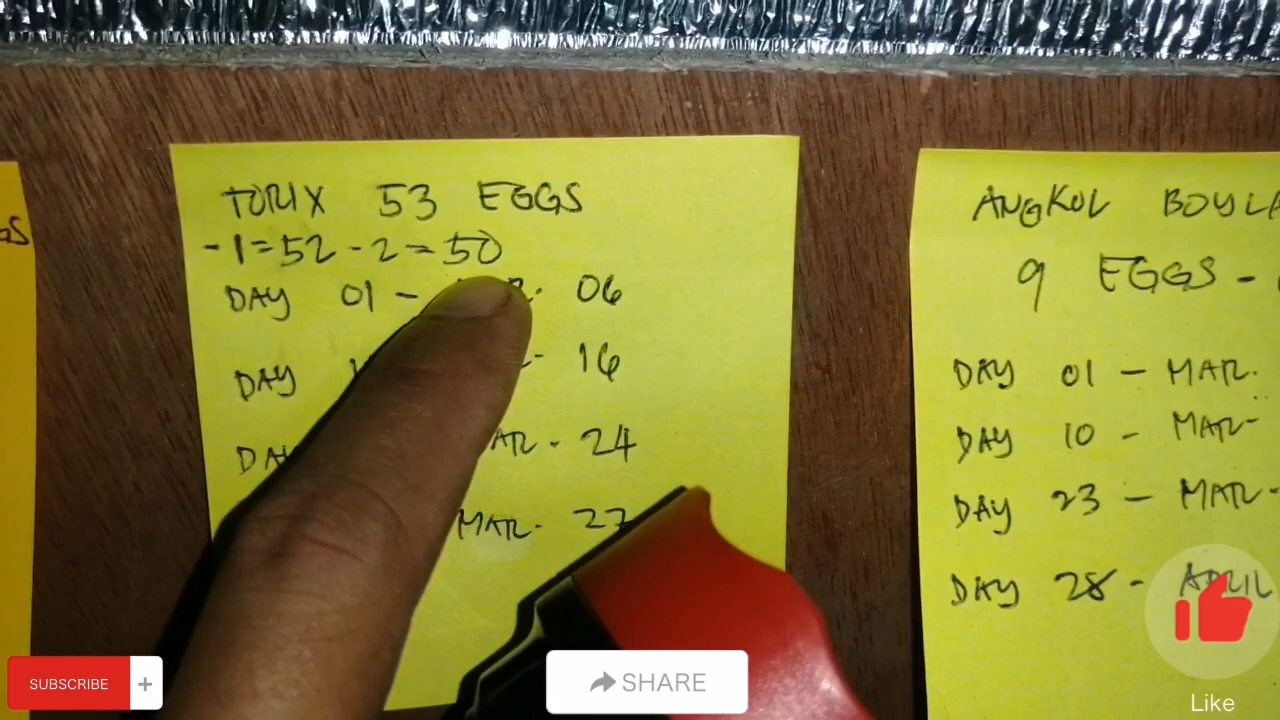 GS
TORIX 53 EGGS
-1=52-2=50
DAY 01 - 06
DAY 16
MAR - 24
MAR- 27
ANGKOL
9 EGGS -
DAY 01 - MAR.
DAY 10 - MAR-
DAY 23 - MAR-
DAY 28 - APRIL
SUBSCRIBE +
SHARE
Like